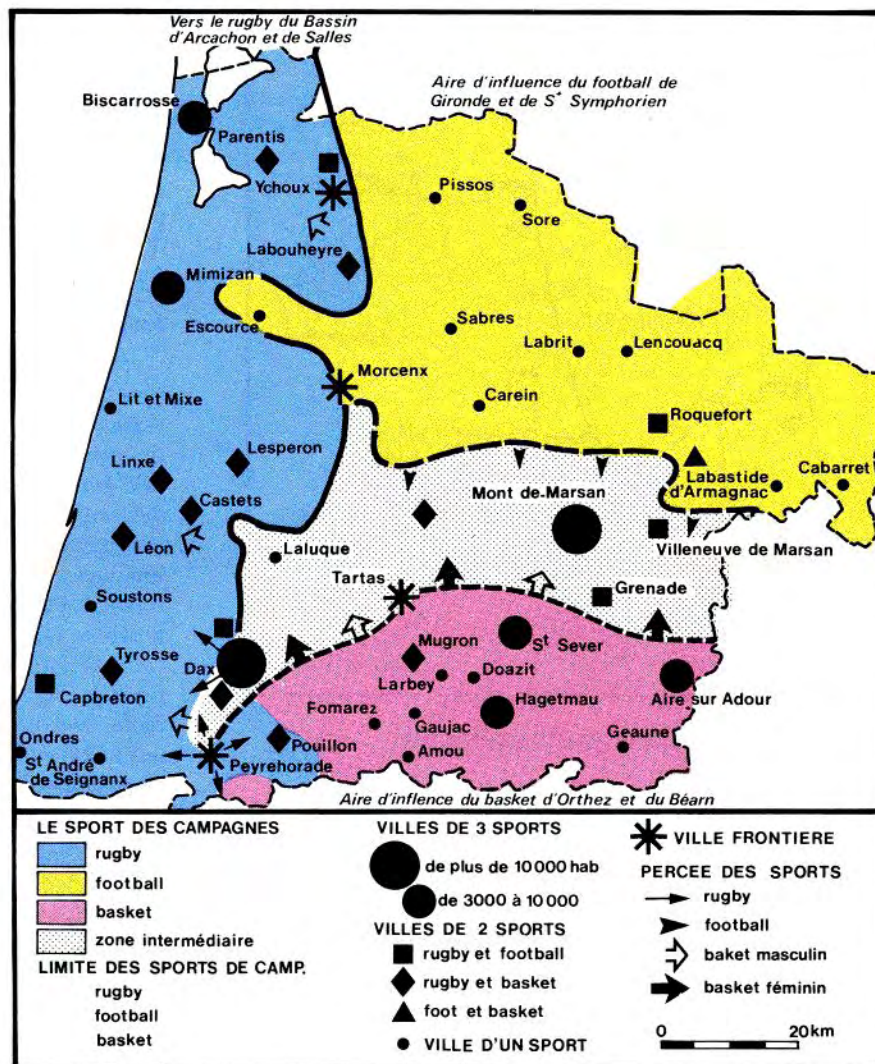 Vers le rugby du Bassin
d'Arcachon et de Salles
Aire d'influence du football de
Gironde et de Sᵗ Symphorien
Biscarrosse
Parentis
Ychoux
Pissos
Sore
Labouheyre
Mimizan
Escource
Sabres
Labrit
Lencouacq
Morcenx
Lit et Mixe
Carein
Roquefort
Lesperon
Linxe
Castets
Labastide
d'Armagnac
Cabarret
Mont de-Marsan
Léon
Laluque
Villeneuve de Marsan
Tartas
Grenade
Soustons
Tyrosse
Dax
Mugron
Sᵗ Sever
Capbreton
Larbey
Doazit
Aire sur Adour
Fomarez
Hagetmau
Gaujac
Ondres
Sᵗ André
de Seignanx
Pouillon
Peyrehorade
Amou
Geaune
Aire d'inflence du basket d'Orthez et du Béarn
LE SPORT DES CAMPAGNES
rugby
football
basket
zone intermédiaire
LIMITE DES SPORTS DE CAMP.
rugby
football
basket
VILLES DE 3 SPORTS
de plus de 10 000 hab
de 3000 à 10 000
VILLES DE 2 SPORTS
rugby et football
rugby et basket
foot et basket
VILLE D'UN SPORT
VILLE FRONTIERE
PERCEE DES SPORTS
rugby
football
baket masculin
basket féminin
0 20 km